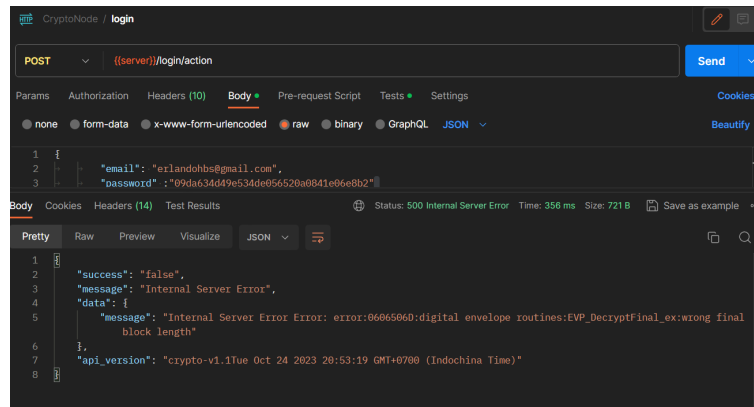 HTTP CryptoNode / login
POST {{server}}/login/action Send
Params Authorization Headers (10) Body Pre-request Script Tests Settings Cookies
none form-data x-www-form-urlencoded raw binary GraphQL JSON Beautify
1 {
2 "email": "erlandohbs@gmail.com",
3 "password" :"09da634d49e534de056520a0841e06e8b2"
Body Cookies Headers (14) Test Results Status: 500 Internal Server Error Time: 356 ms Size: 721 B Save as example
Pretty Raw Preview Visualize JSON
1 {
2 "success": "false",
3 "message": "Internal Server Error",
4 "data": {
5 "message": "Internal Server Error Error: error:0606506D:digital envelope routines:EVP_DecryptFinal_ex:wrong final
block length"
6 },
7 "api_version": "crypto-v1.1Tue Oct 24 2023 20:53:19 GMT+0700 (Indochina Time)"
8 }